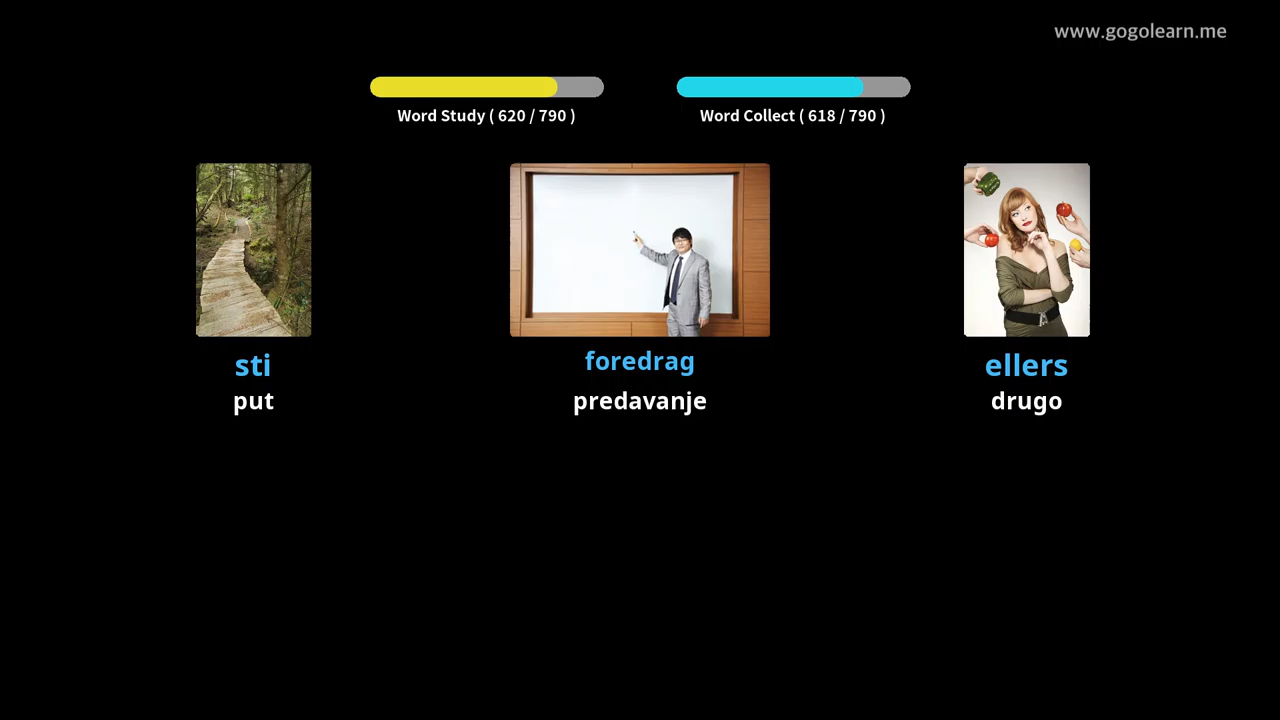 www.gogolearn.me
Word Study ( 620 / 790 )
Word Collect ( 618 / 790 )
sti
put
foredrag
predavanje
ellers
drugo